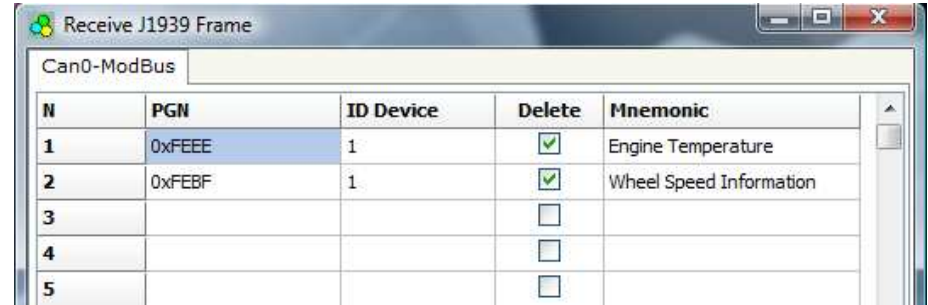 Receive J1939 Frame
Can0-ModBus
N PGN ID Device Delete Mnemonic
1 0xFEEE 1 Engine Temperature
2 0xFEBF 1 Wheel Speed Information
3
4
5